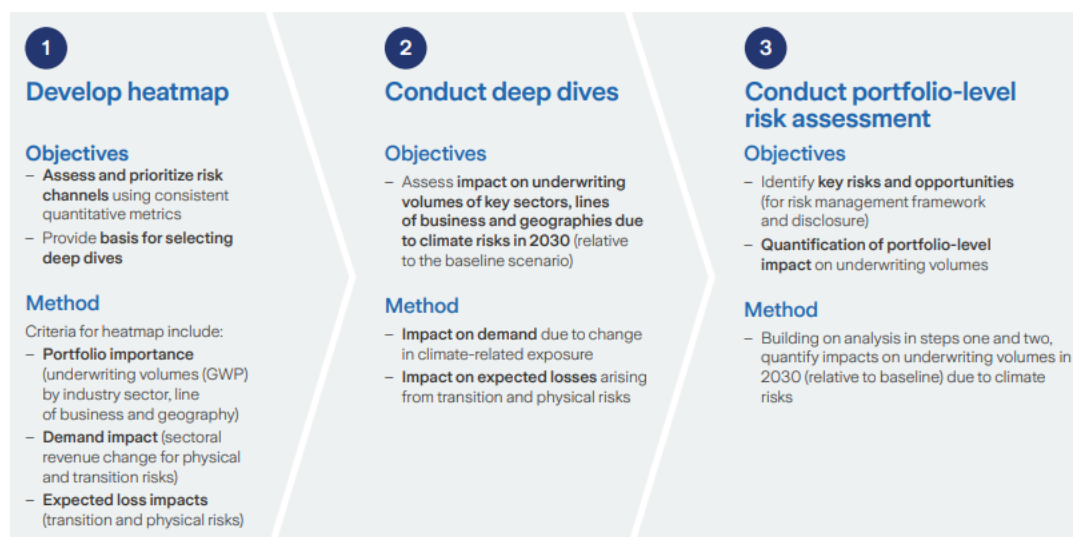 1
Develop heatmap
Objectives
– Assess and prioritize risk
channels using consistent
quantitative metrics
– Provide basis for selecting
deep dives
Method
Criteria for heatmap include:
– Portfolio importance
(underwriting volumes (GWP)
by industry sector, line
of business and geography)
– Demand impact (sectoral
revenue change for physical
and transition risks)
– Expected loss impacts
(transition and physical risks)
2
Conduct deep dives
Objectives
– Assess impact on underwriting
volumes of key sectors, lines
of business and geographies due
to climate risks in 2030 (relative
to the baseline scenario)
Method
– Impact on demand due to change
in climate-related exposure
– Impact on expected losses arising
from transition and physical risks
3
Conduct portfolio-level
risk assessment
Objectives
– Identify key risks and opportunities
(for risk management framework
and disclosure)
– Quantification of portfolio-level
impact on underwriting volumes
Method
– Building on analysis in steps one and two,
quantify impacts on underwriting volumes in
2030 (relative to baseline) due to climate
risks